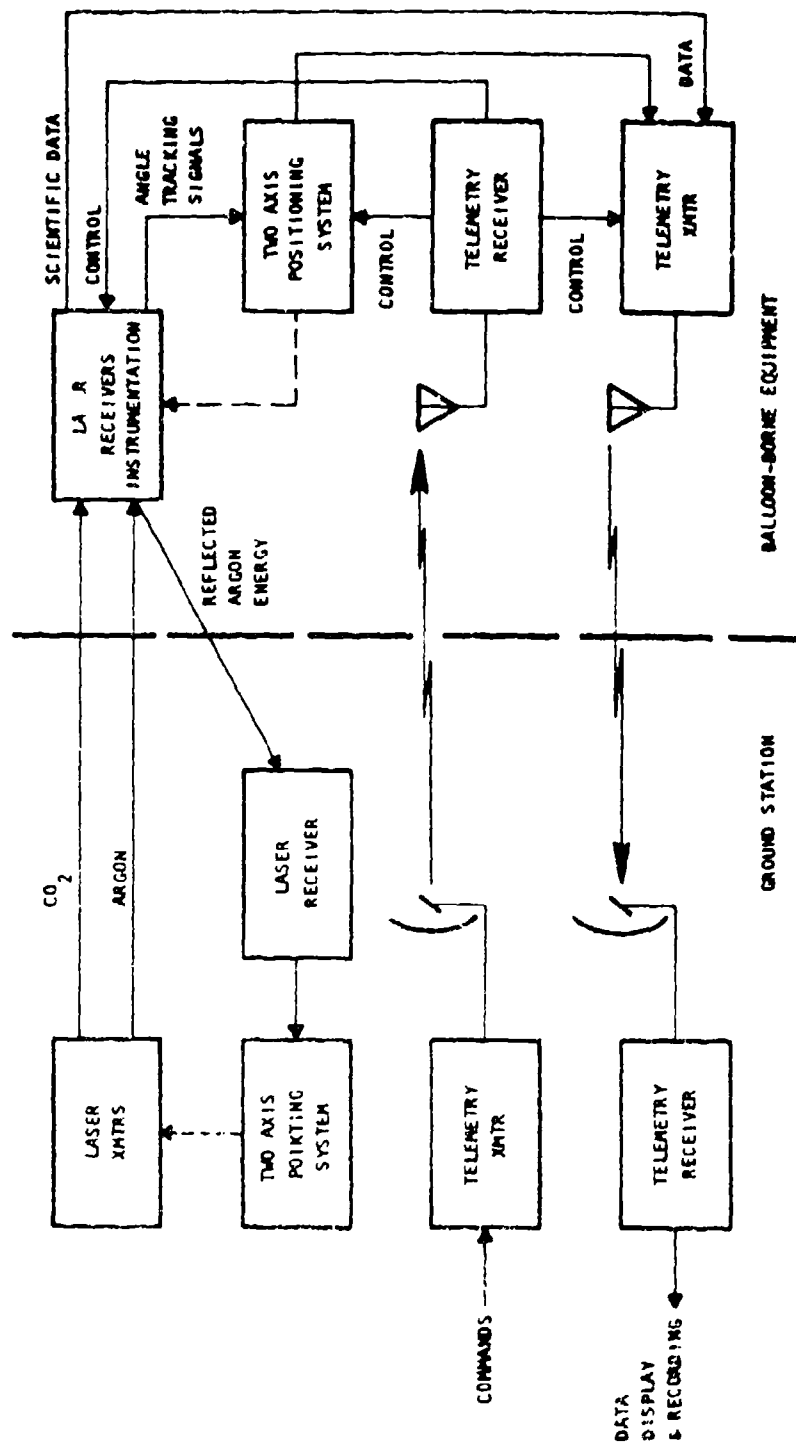 CO2
ARGON
LASER
XMTRS
TWO AXIS
POIKTING
SYSTEM
LASER
RECEIVER
REFLECTED
ARGON
ENERGY
RECEIVERS
INSTRUMENTATION
SCIENTIFIC DATA
CONTROL
ANGLE
TRACKING
SIGNALS
TWO AXIS
POSITIONING
SYSTEM
CONTROL
TELEMETRY
RECEIVER
CONTROL
TELEMETRY
XMTR
DATA
COMMANDS
TELEMETRY
XMTR
TELEMETRY
RECEIVER
DATA
DISPLAY
& RECORDING
GROUND STATION
BALLOON-BORNE EQUIPMENT